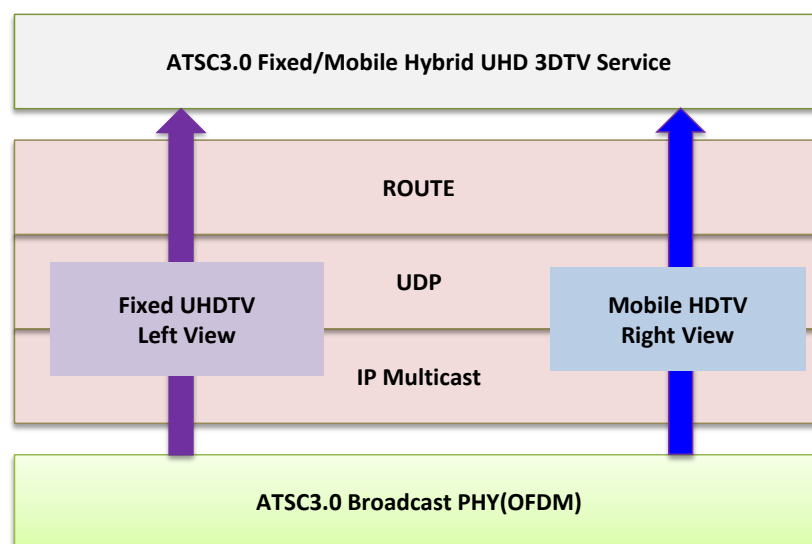 ATSC3.0 Fixed/Mobile Hybrid UHD 3DTV Service
ROUTE
UDP
Fixed UHDTV
Left View
Mobile HDTV
Right View
IP Multicast
ATSC3.0 Broadcast PHY(OFDM)